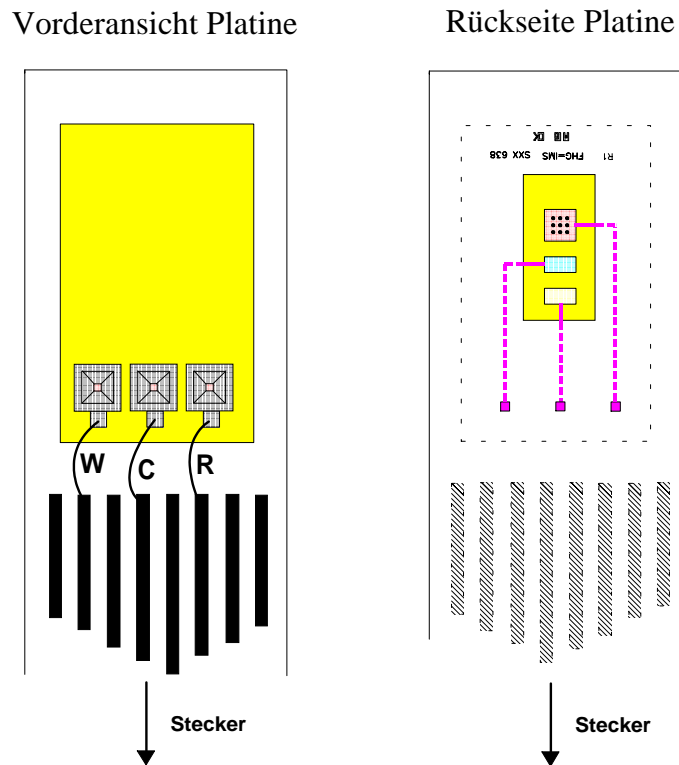 Vorderansicht Platine
Rückseite Platine
R1 FHG=IMS SXX 638
W
C
R
Stecker
Stecker